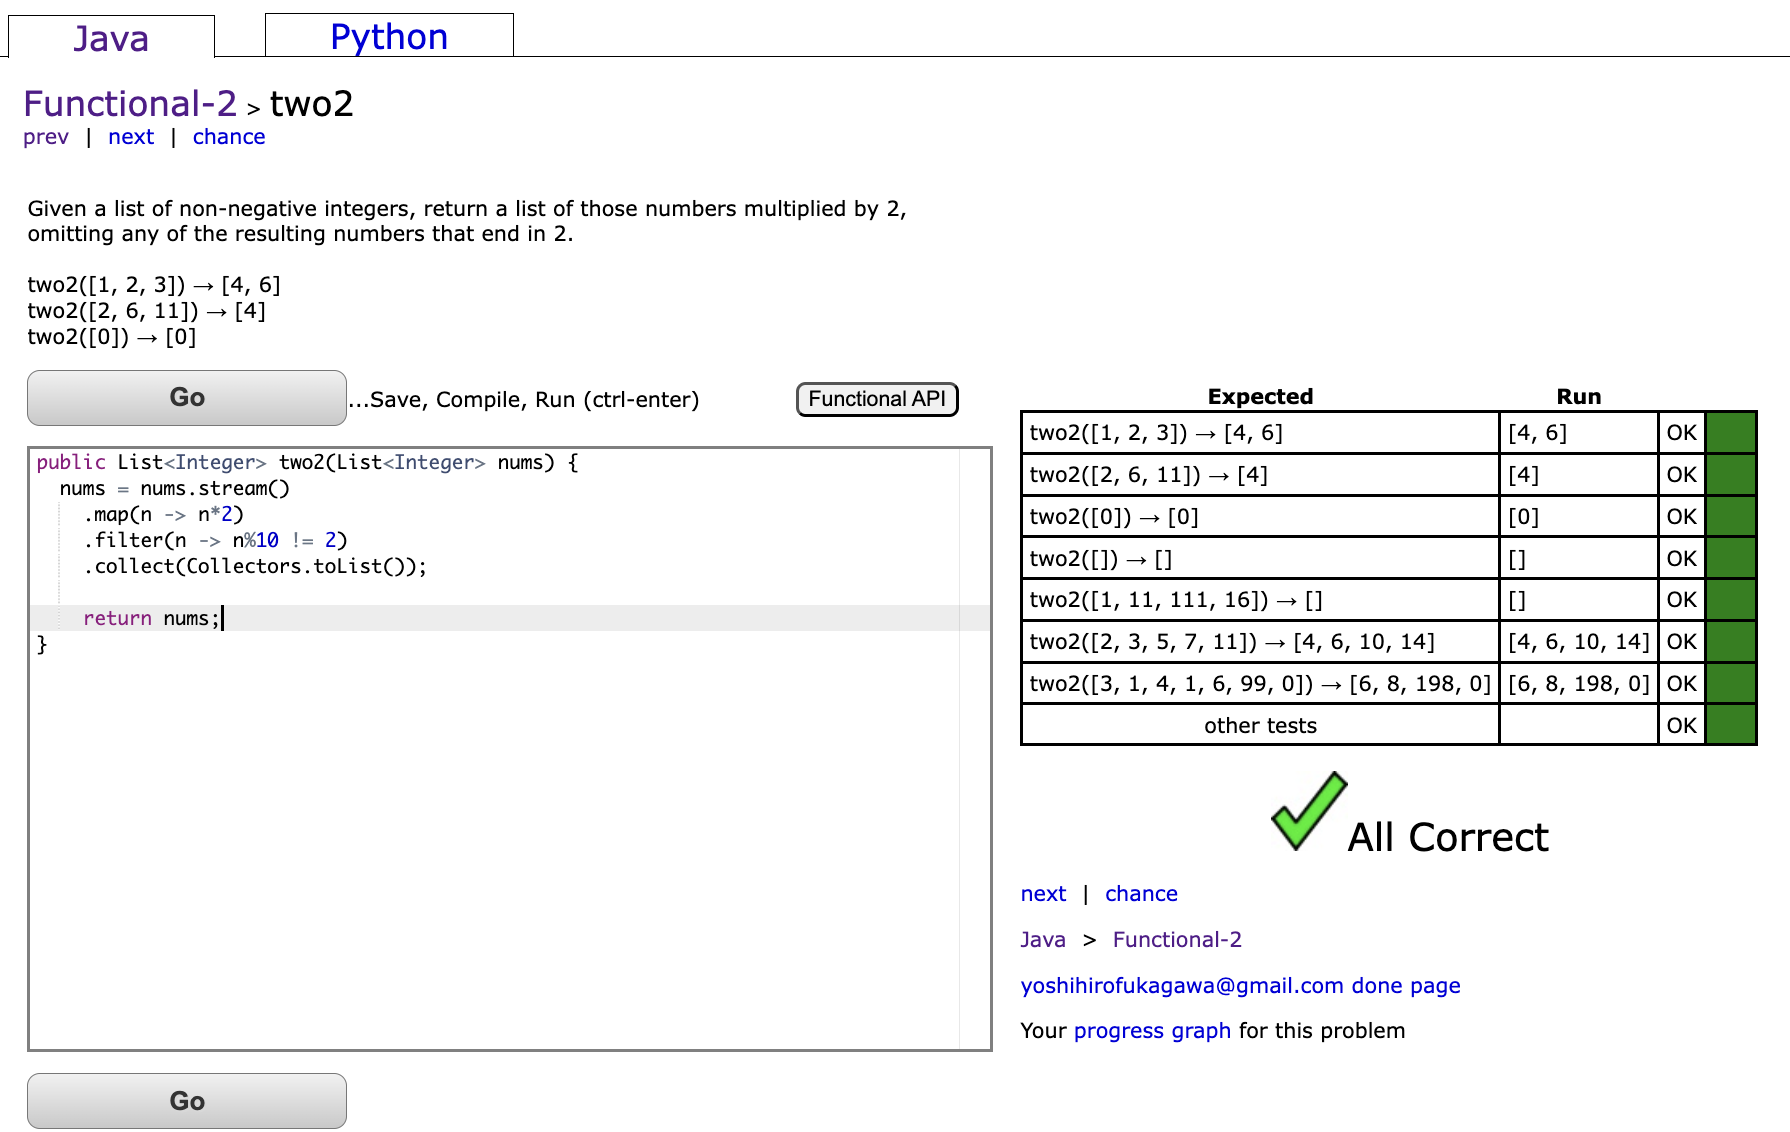 Java
Python
Functional-2 > two2
prev | next | chance
Given a list of non-negative integers, return a list of those numbers multiplied by 2,
omitting any of the resulting numbers that end in 2.
two2([1, 2, 3]) → [4, 6]
two2([2, 6, 11]) → [4]
two2([0]) → [0]
Go
...Save, Compile, Run (ctrl-enter)
Functional API
public List<Integer> two2(List<Integer> nums) {
  nums = nums.stream()
    .map(n -> n*2)
    .filter(n -> n%10 != 2)
    .collect(Collectors.toList());
    return nums;
}
Go
Expected Run
two2([1, 2, 3]) → [4, 6] [4, 6] OK
two2([2, 6, 11]) → [4] [4] OK
two2([0]) → [0] [0] OK
two2([]) → [] [] OK
two2([1, 11, 111, 16]) → [] [] OK
two2([2, 3, 5, 7, 11]) → [4, 6, 10, 14] [4, 6, 10, 14] OK
two2([3, 1, 4, 1, 6, 99, 0]) → [6, 8, 198, 0] [6, 8, 198, 0] OK
other tests OK
All Correct
next | chance
Java > Functional-2
yoshihirofukagawa@gmail.com done page
Your progress graph for this problem